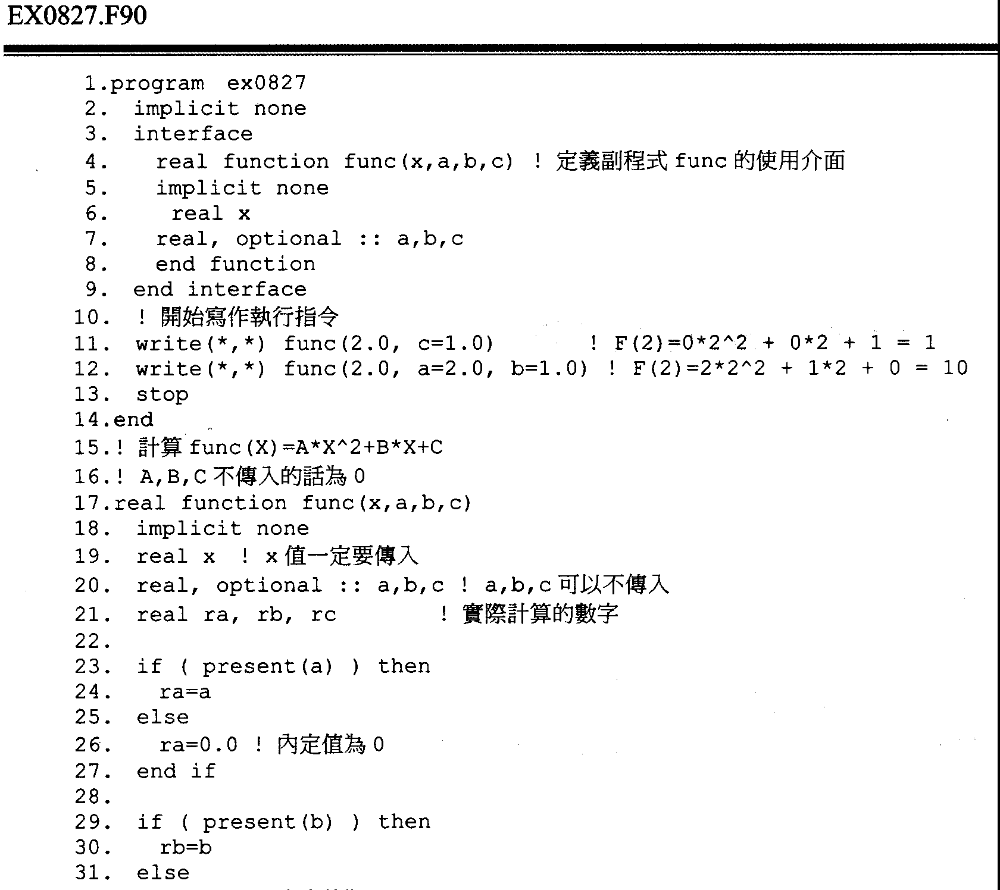 EX0827.F90
1.program ex0827
2. implicit none
3. interface
4. real function func(x,a,b,c) ! 定義副程式 func 的使用介面
5. implicit none
6. real x
7. real, optional :: a,b,c
8. end function
9. end interface
10. ! 開始寫作執行指令
11. write(*,*) func(2.0, c=1.0) ! F(2)=0*2^2 + 0*2 + 1 = 1
12. write(*,*) func(2.0, a=2.0, b=1.0) ! F(2)=2*2^2 + 1*2 + 0 = 10
13. stop
14.end
15.! 計算 func(X)=A*X^2+B*X+C
16.! A,B,C 不傳入的話為 0
17.real function func(x,a,b,c)
18. implicit none
19. real x ! x 值一定要傳入
20. real, optional :: a,b,c ! a,b,c 可以不傳入
21. real ra, rb, rc ! 實際計算的數字
22.
23. if ( present(a) ) then
24. ra=a
25. else
26. ra=0.0 ! 內定值為 0
27. end if
28.
29. if ( present(b) ) then
30. rb=b
31. else